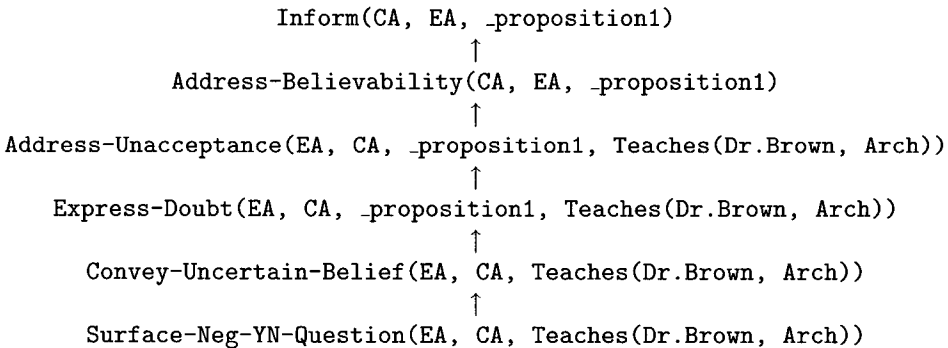 Inform(CA, EA, _proposition1)
↑
Address-Believability(CA, EA, _proposition1)
↑
Address-Unacceptance(EA, CA, _proposition1, Teaches(Dr.Brown, Arch))
↑
Express-Doubt(EA, CA, _proposition1, Teaches(Dr.Brown, Arch))
↑
Convey-Uncertain-Belief(EA, CA, Teaches(Dr.Brown, Arch))
↑
Surface-Neg-YN-Question(EA, CA, Teaches(Dr.Brown, Arch))